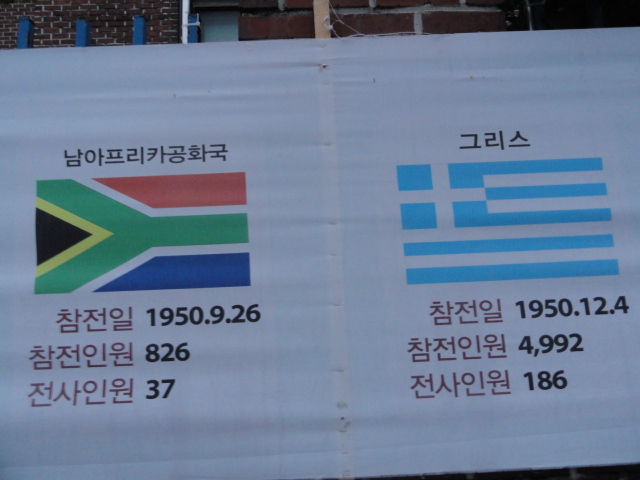 남아프리카공화국
참전일 1950.9.26
참전인원 826
전사인원 37
그리스
참전일 1950.12.4
참전인원 4,992
전사인원 186